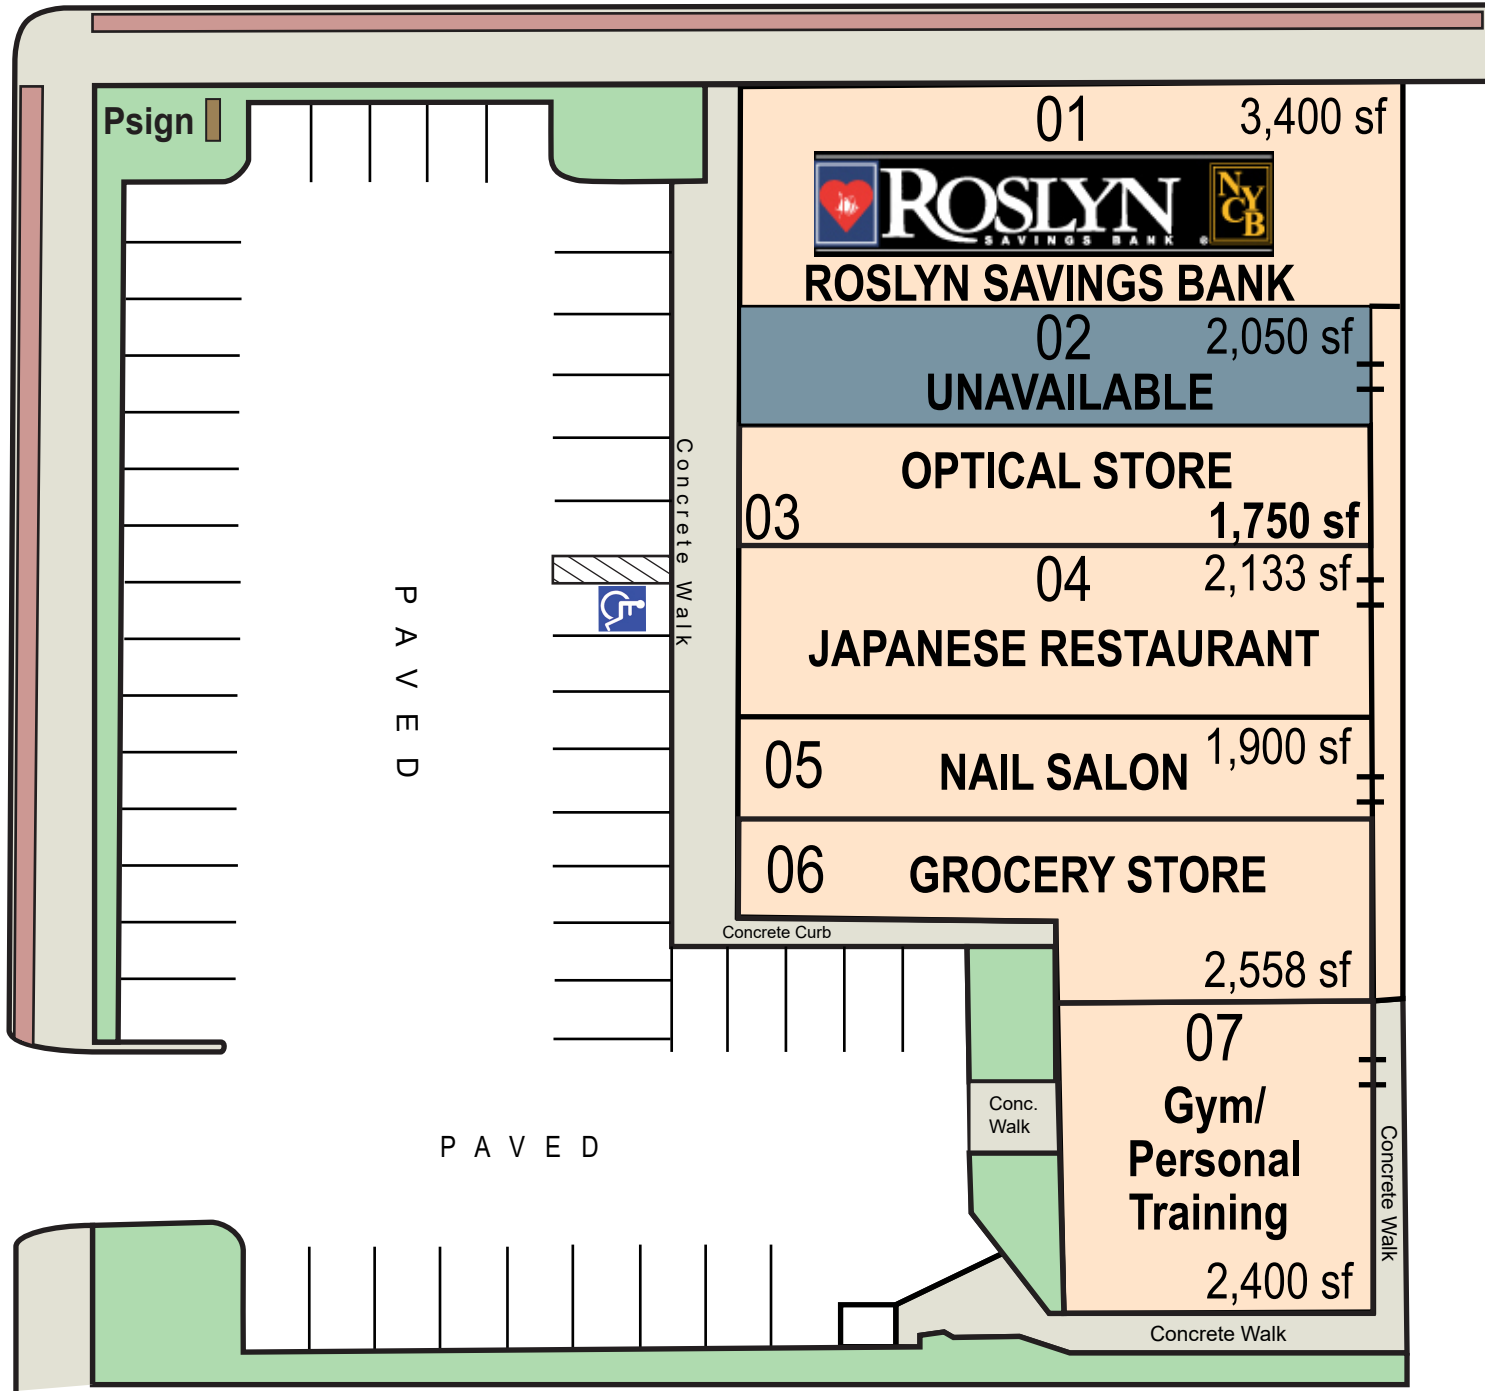 Psign
01
3,400 sf
ROSLYN
SAVINGS BANK ®
NYCB
ROSLYN SAVINGS BANK
02
2,050 sf
UNAVAILABLE
OPTICAL STORE
03
1,750 sf
04
2,133 sf
JAPANESE RESTAURANT
05
NAIL SALON
1,900 sf
06
GROCERY STORE
2,558 sf
07
Gym/
Personal
Training
2,400 sf
Concrete Walk
PAVED
Concrete Curb
Conc.
Walk
PAVED
Concrete Walk
Concrete Walk